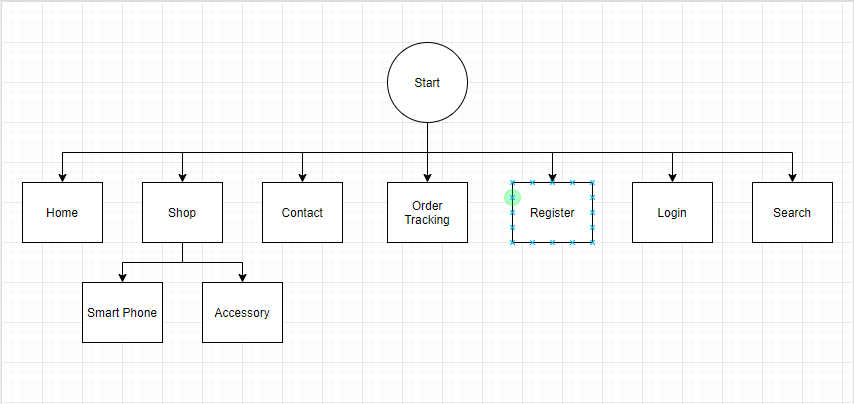 Start
Home
Shop
Contact
Order
Tracking
Register
Login
Search
Smart Phone
Accessory